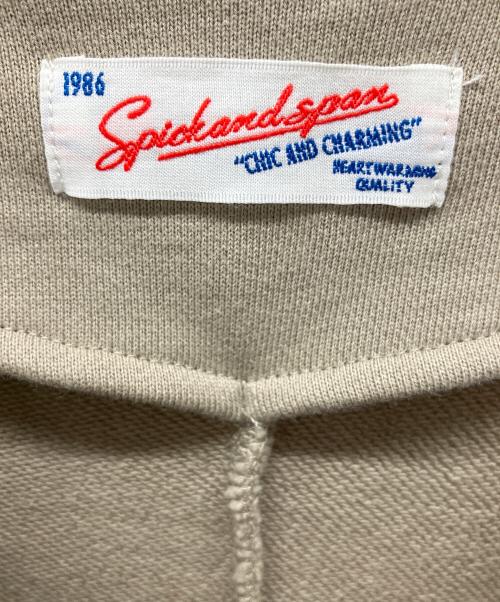 1986
Spickandspan
"CHIC AND CHARMING"
HEARTWARMING
QUALITY